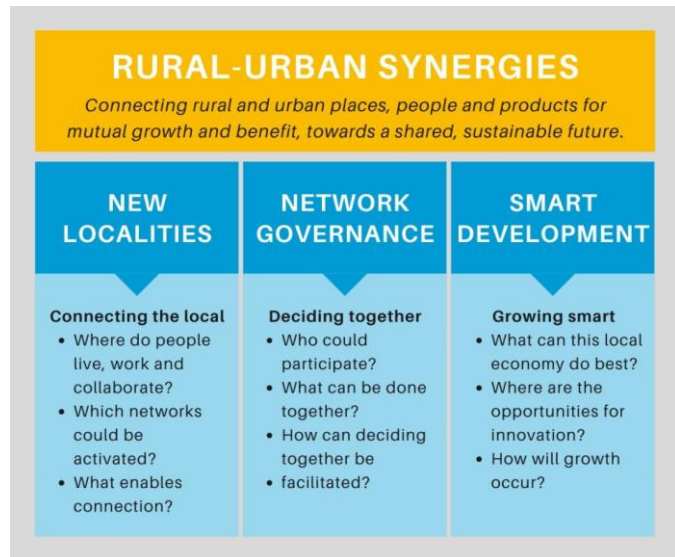 RURAL-URBAN SYNERGIES
Connecting rural and urban places, people and products for
mutual growth and benefit, towards a shared, sustainable future.
NEW
LOCALITIES
Connecting the local
• Where do people
live, work and
collaborate?
• Which networks
could be
activated?
• What enables
connection?
NETWORK
GOVERNANCE
Deciding together
• Who could
participate?
• What can be done
together?
• How can deciding
together be
• facilitated?
SMART
DEVELOPMENT
Growing smart
• What can this local
economy do best?
• Where are the
opportunities for
innovation?
• How will growth
occur?